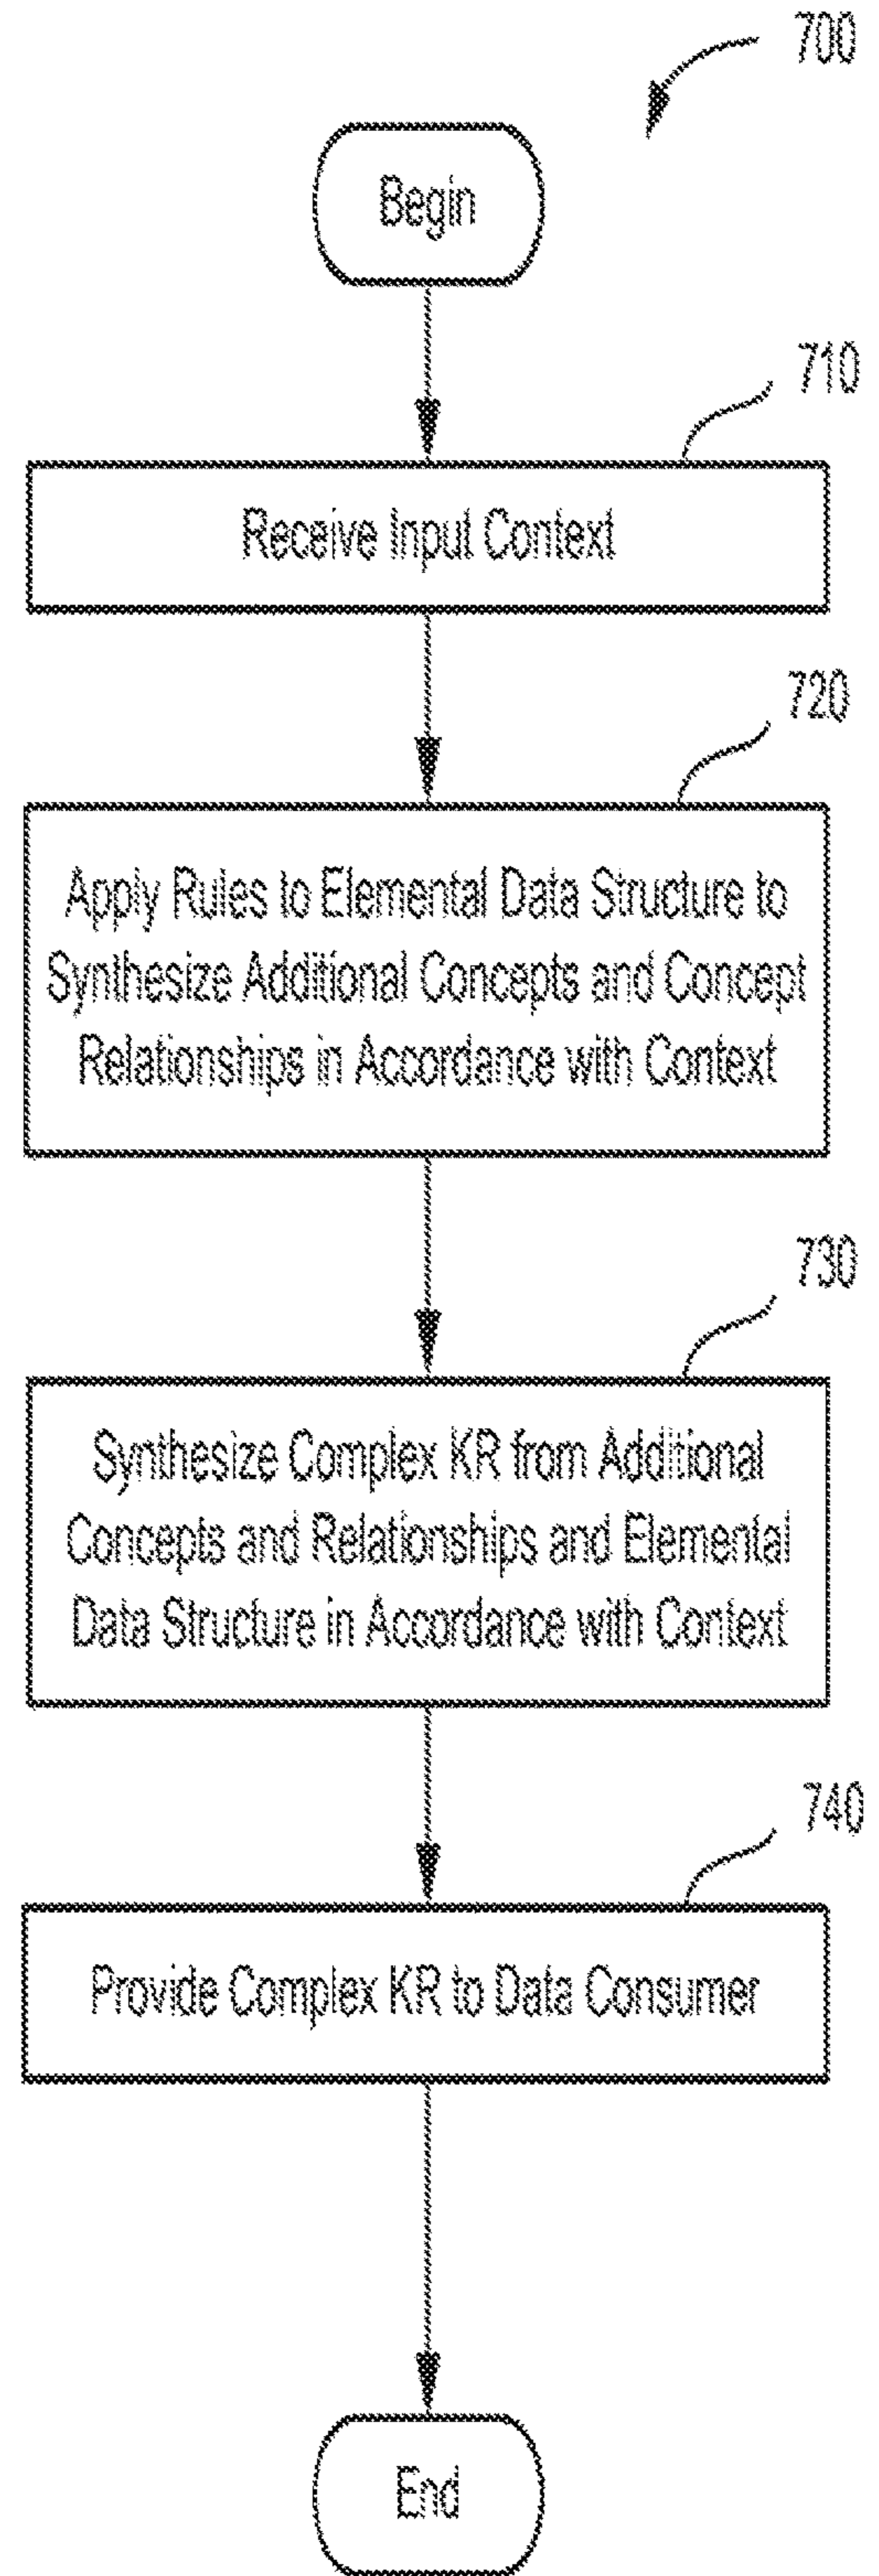 700
Begin
710
Receive Input Context
720
Apply Rules to Elemental Data Structure to
Synthesize Additional Concepts and Concept
Relationships in Accordance with Context
730
Synthesize Complex KR from Additional
Concepts and Relationships and Elemental
Data Structure in Accordance with Context
740
Provide Complex KR to Data Consumer
End